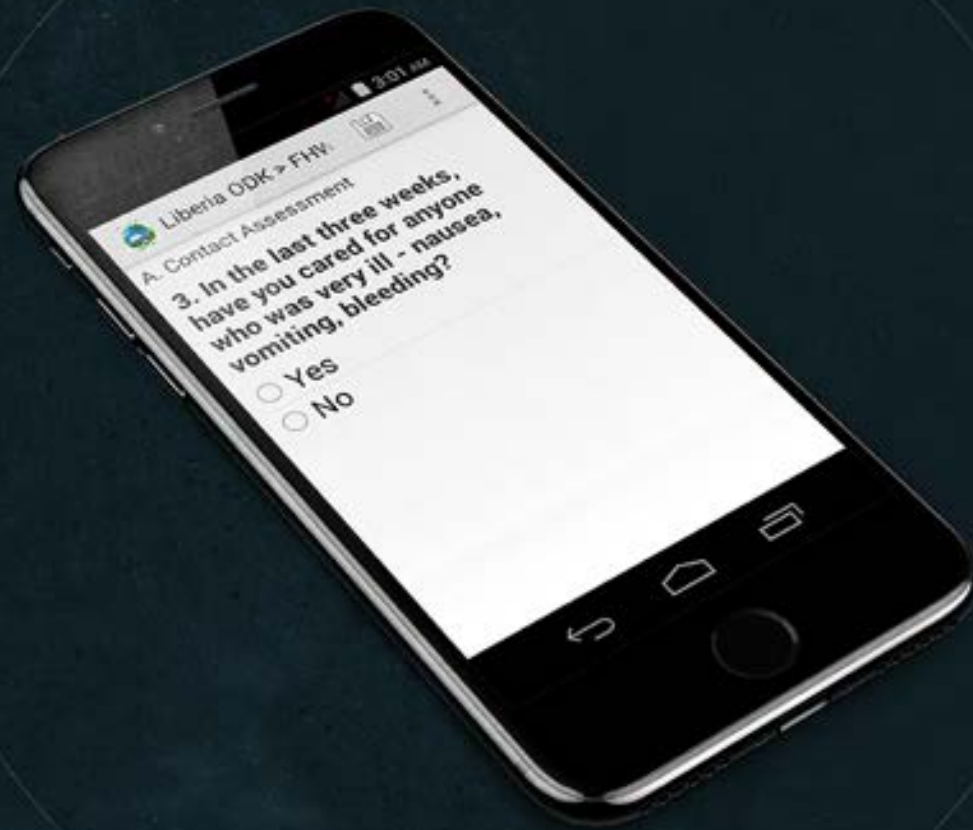 3:01 AM
Liberia ODK > FHW
A. Contact Assessment
3. In the last three weeks,
have you cared for anyone
who was very ill - nausea,
vomiting, bleeding?
Yes
No